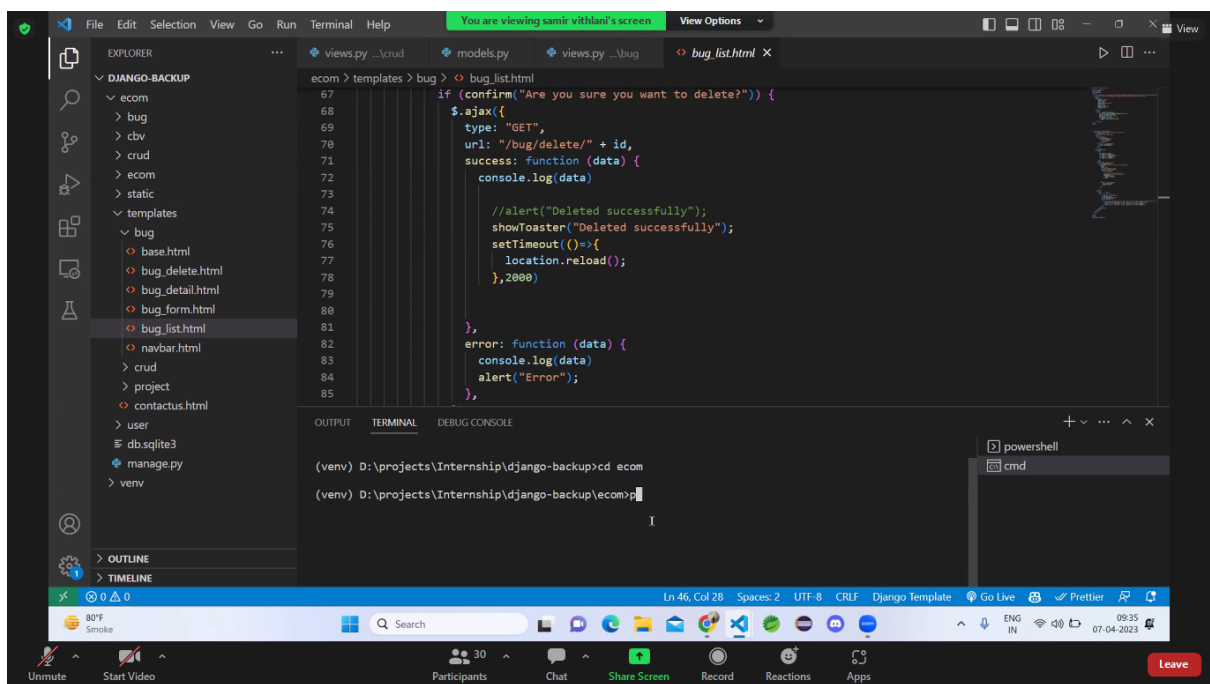 File Edit Selection View Go Run Terminal Help
You are viewing samir vithlani's screen
View Options
View
EXPLORER
views.py ...\crud
models.py
views.py ...\bug
bug_list.html
DJANGO-BACKUP
ecom > templates > bug > bug_list.html
ecom
bug
cbv
crud
ecom
static
templates
bug
base.html
bug_delete.html
bug_detail.html
bug_form.html
bug_list.html
navbar.html
crud
project
contactus.html
user
db.sqlite3
manage.py
venv
OUTLINE
TIMELINE
67 if (confirm("Are you sure you want to delete?")) {
68 $.ajax({
69 type: "GET",
70 url: "/bug/delete/" + id,
71 success: function (data) {
72 console.log(data)
73
74 //alert("Deleted successfully");
75 showToaster("Deleted successfully");
76 setTimeout(()=>{
77 location.reload();
78 },2000)
79
80
81 },
82 error: function (data) {
83 console.log(data)
84 alert("Error");
85 },
OUTPUT TERMINAL DEBUG CONSOLE
powershell
cmd
(venv) D:\projects\Internship\django-backup>cd ecom
(venv) D:\projects\Internship\django-backup\ecom>p
1
0 0 Ln 46, Col 28 Spaces: 2 UTF-8 CRLF Django Template Go Live Prettier
80°F
Smoke
Search
ENG
IN
09:35
07-04-2023
30
Unmute Start Video Participants Chat Share Screen Record Reactions Apps
Leave